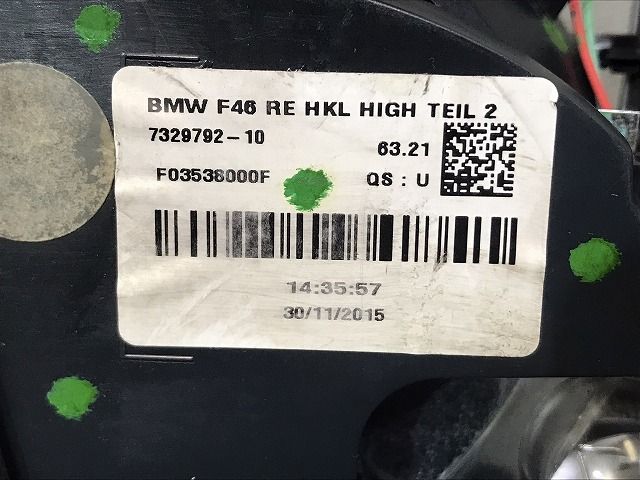 BMW F46 RE HKL HIGH TEIL 2
7329792-10
63.21
F03538000F
QS : U
14:35:57
30/11/2015